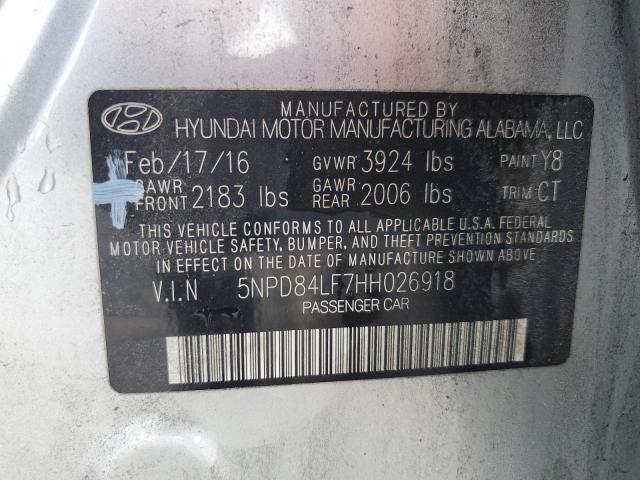 MANUFACTURED BY
HYUNDAI MOTOR MANUFACTURING ALABAMA, LLC
Feb/17/16 GVWR 3924 lbs PAINT Y8
GAWR FRONT 2183 lbs GAWR REAR 2006 lbs TRIM CT
THIS VEHICLE CONFORMS TO ALL APPLICABLE U.S.A. FEDERAL
MOTOR VEHICLE SAFETY, BUMPER, AND THEFT PREVENTION STANDARDS
IN EFFECT ON THE DATE OF MANUFACTURE SHOWN ABOVE.
V.I.N 5NPD84LF7HH026918
PASSENGER CAR